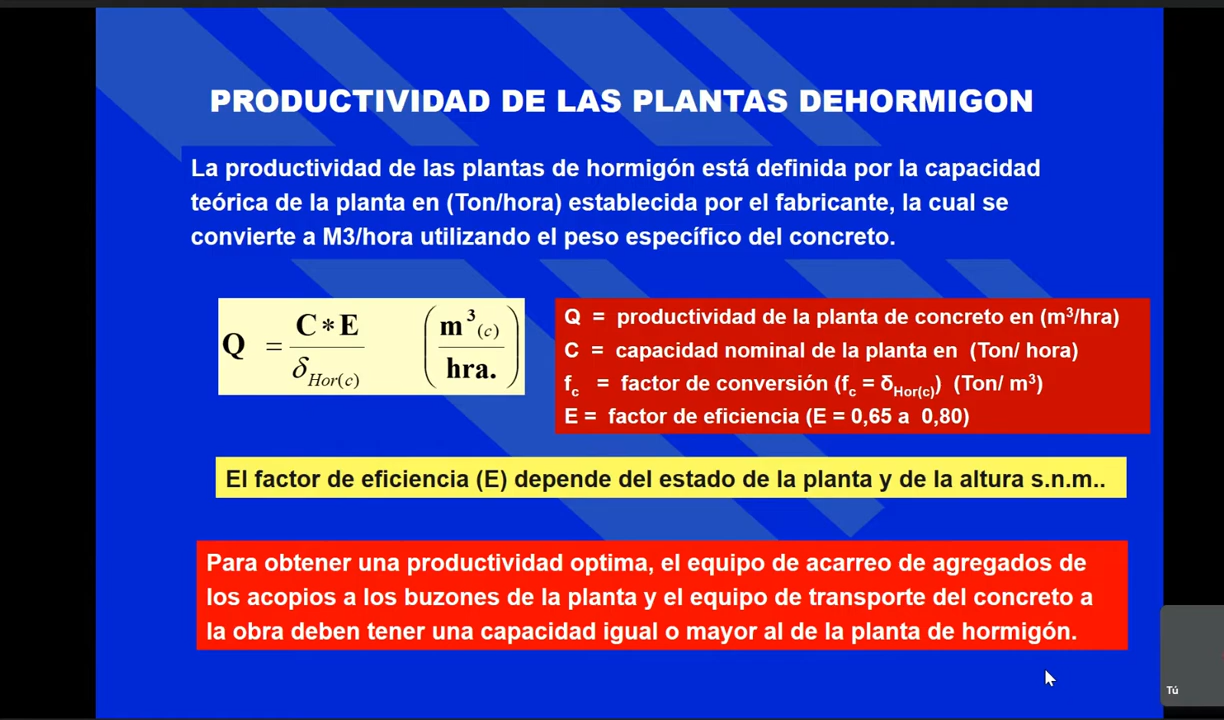 PRODUCTIVIDAD DE LAS PLANTAS DEHORMIGON
La productividad de las plantas de hormigón está definida por la capacidad
teórica de la planta en (Ton/hora) establecida por el fabricante, la cual se
convierte a M3/hora utilizando el peso específico del concreto.
Q = C∗E / δ Hor(c) (m³(c) / hra.)
Q = productividad de la planta de concreto en (m³/hra)
C = capacidad nominal de la planta en (Ton/ hora)
fc = factor de conversión (fc = δHor(c)) (Ton/ m³)
E = factor de eficiencia (E = 0,65 a 0,80)
El factor de eficiencia (E) depende del estado de la planta y de la altura s.n.m..
Para obtener una productividad optima, el equipo de acarreo de agregados de
los acopios a los buzones de la planta y el equipo de transporte del concreto a
la obra deben tener una capacidad igual o mayor al de la planta de hormigón.
Tú